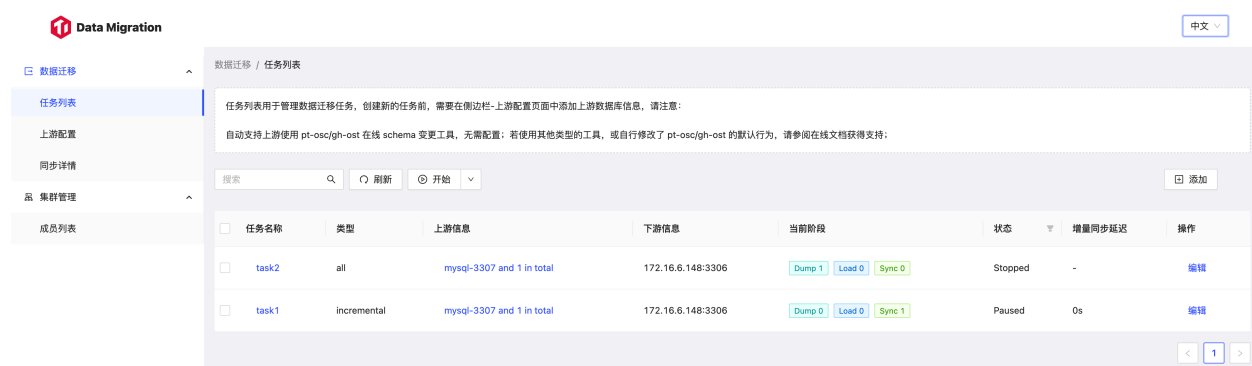 Data Migration
中文
数据迁移
任务列表
上游配置
同步详情
集群管理
成员列表
数据迁移 / 任务列表
任务列表用于管理数据迁移任务，创建新的任务前，需要在侧边栏-上游配置页面中添加上游数据库信息，请注意：
自动支持上游使用 pt-osc/gh-ost 在线 schema 变更工具，无需配置；若使用其他类型的工具，或自行修改了 pt-osc/gh-ost 的默认行为，请参阅在线文档获得支持；
搜索 刷新 开始 添加
任务名称 类型 上游信息 下游信息 当前阶段 状态 增量同步延迟 操作
task2 all mysql-3307 and 1 in total 172.16.6.148:3306 Dump 1 Load 0 Sync 0 Stopped - 编辑
task1 incremental mysql-3307 and 1 in total 172.16.6.148:3306 Dump 0 Load 0 Sync 1 Paused 0s 编辑
< 1 >